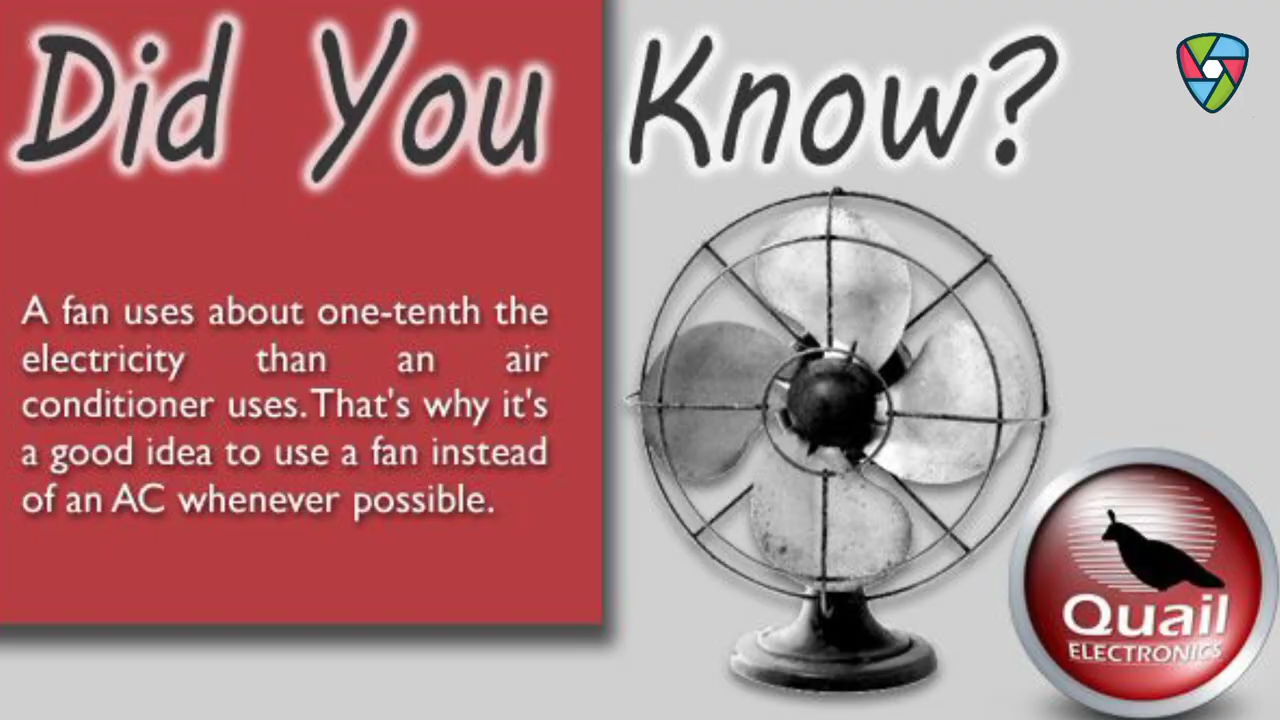 Did You Know?
A fan uses about one-tenth the
electricity than an air
conditioner uses. That's why it's
a good idea to use a fan instead
of an AC whenever possible.
Quail
ELECTRONICS